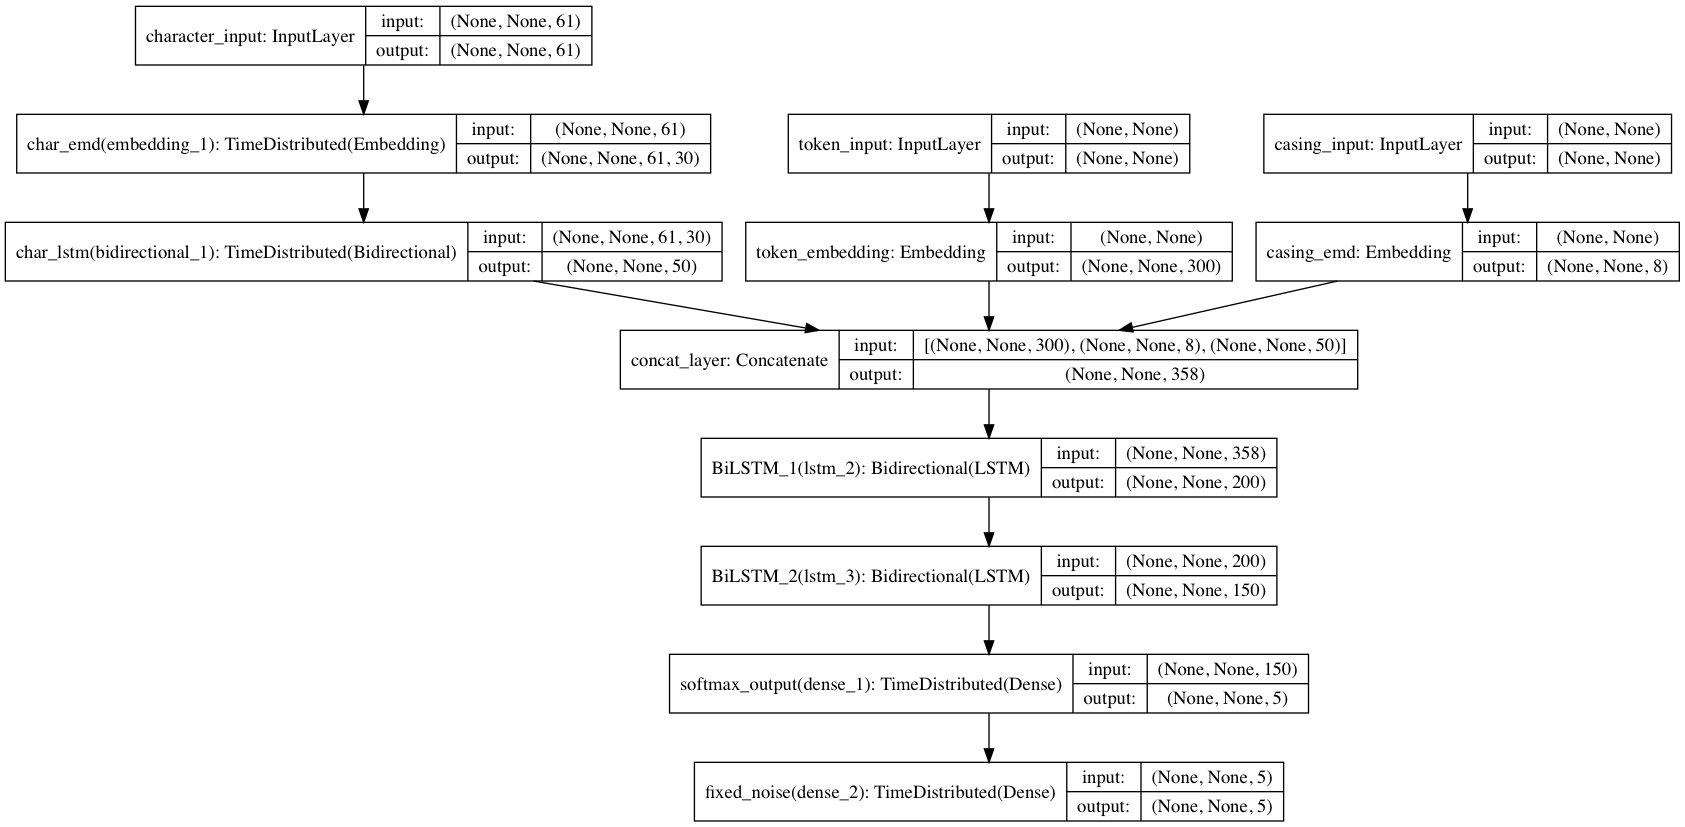 character_input: InputLayer
input:
(None, None, 61)
output:
(None, None, 61)
char_emd(embedding_1): TimeDistributed(Embedding)
input:
(None, None, 61)
output:
(None, None, 61, 30)
token_input: InputLayer
input:
(None, None)
output:
(None, None)
casing_input: InputLayer
input:
(None, None)
output:
(None, None)
char_lstm(bidirectional_1): TimeDistributed(Bidirectional)
input:
(None, None, 61, 30)
output:
(None, None, 50)
token_embedding: Embedding
input:
(None, None)
output:
(None, None, 300)
casing_emd: Embedding
input:
(None, None)
output:
(None, None, 8)
concat_layer: Concatenate
input:
[(None, None, 300), (None, None, 8), (None, None, 50)]
output:
(None, None, 358)
BiLSTM_1(lstm_2): Bidirectional(LSTM)
input:
(None, None, 358)
output:
(None, None, 200)
BiLSTM_2(lstm_3): Bidirectional(LSTM)
input:
(None, None, 200)
output:
(None, None, 150)
softmax_output(dense_1): TimeDistributed(Dense)
input:
(None, None, 150)
output:
(None, None, 5)
fixed_noise(dense_2): TimeDistributed(Dense)
input:
(None, None, 5)
output:
(None, None, 5)